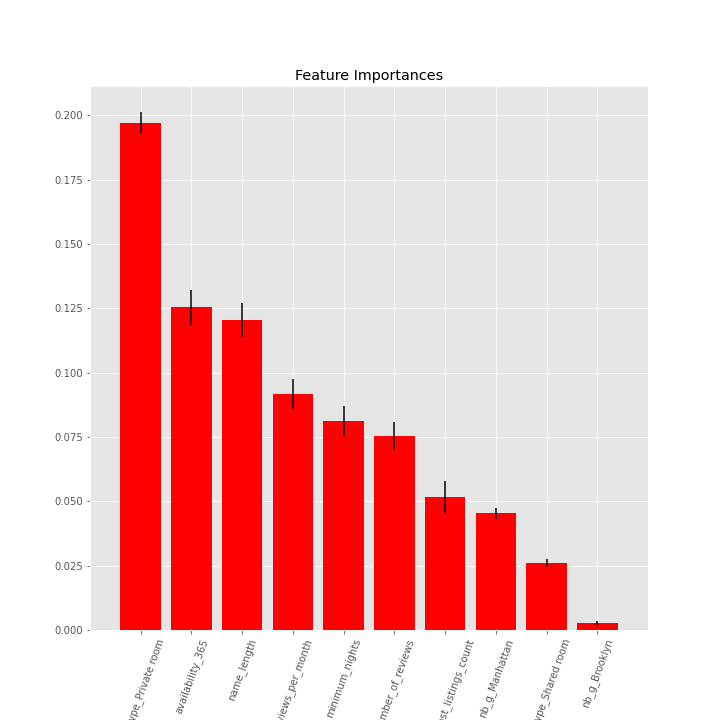 Feature Importances
0.200
0.175
0.150
0.125
0.100
0.075
0.050
0.025
0.000
ype_Private room
availability_365
name_length
views_per_month
minimum_nights
mber_of_reviews
st_listings_count
nb_g_Manhattan
ype_Shared room
nb_g_Brooklyn